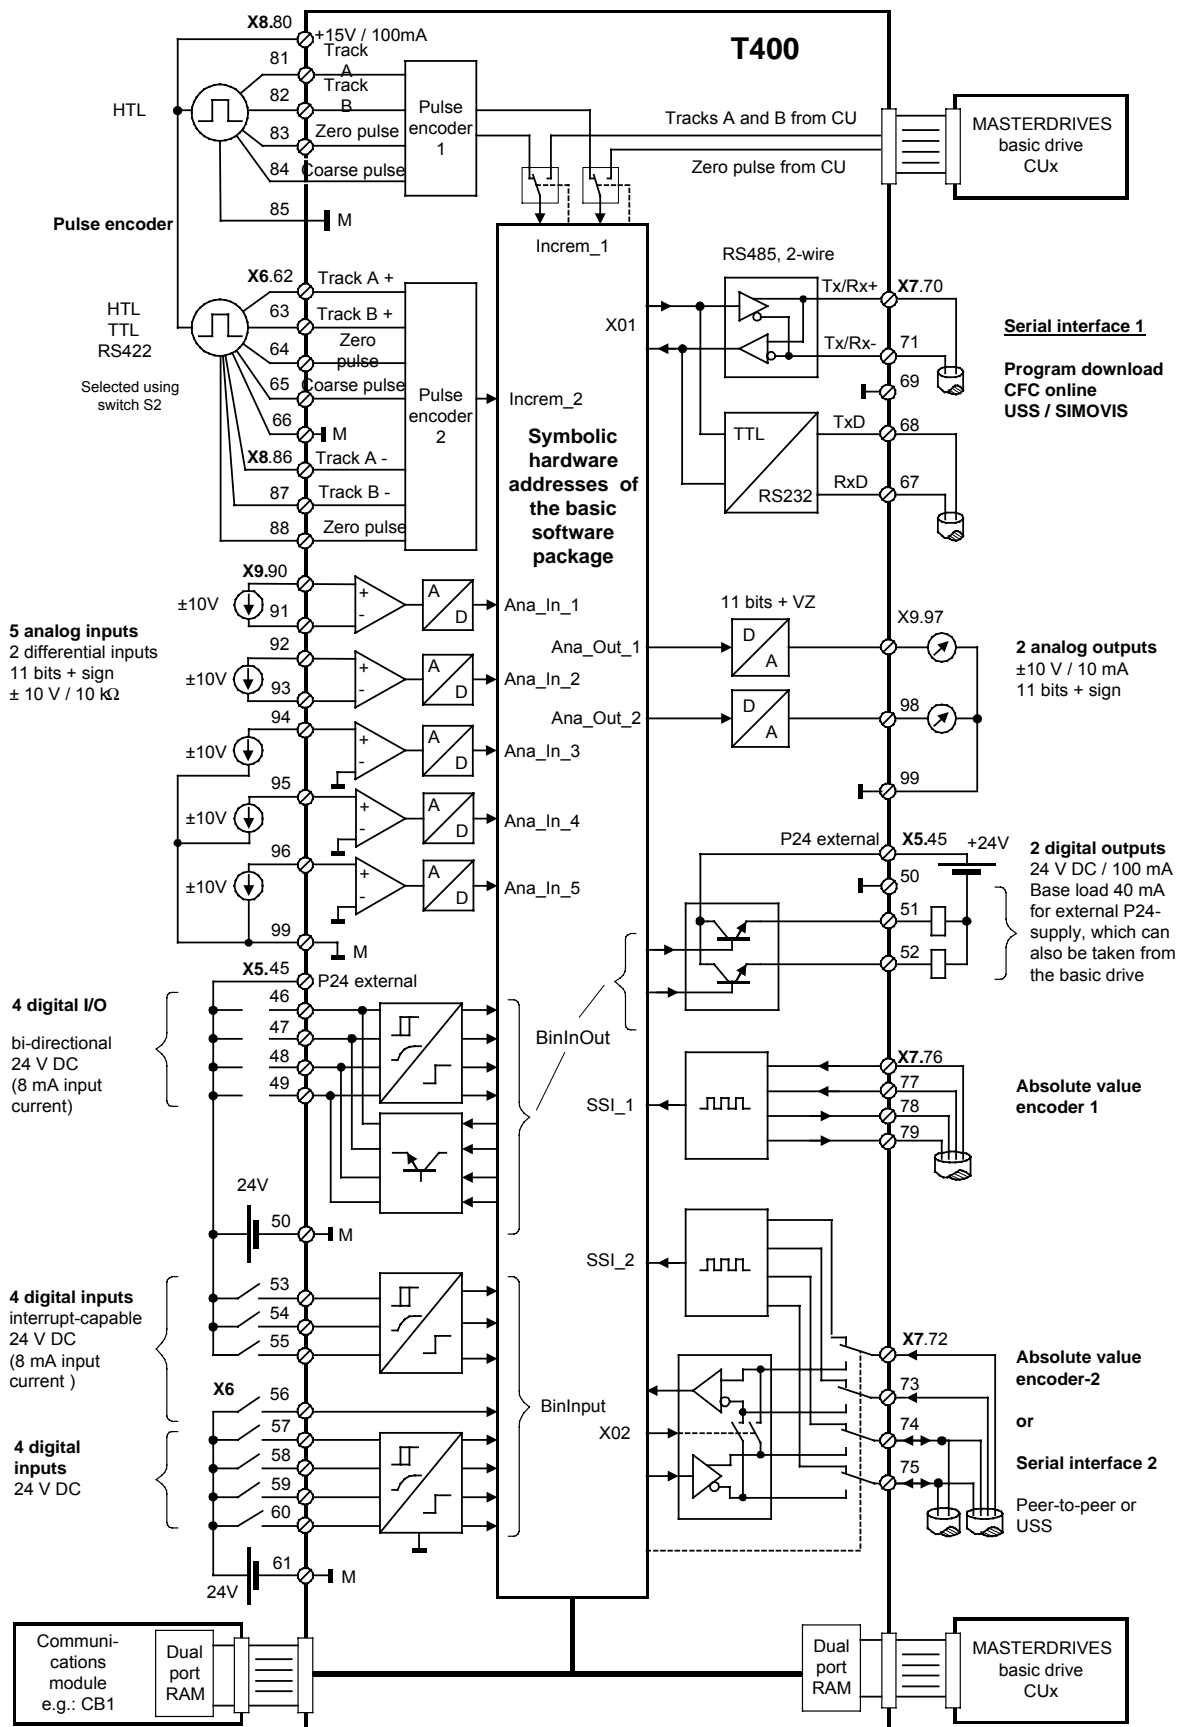 T400
X8.80
+15V / 100mA
81
Track
A
82
Track
B
83
Zero pulse
84
Coarse pulse
85
M
HTL
Pulse encoder
Pulse
encoder
1
Tracks A and B from CU
Zero pulse from CU
MASTERDRIVES
basic drive
CUx
Increm_1
X6.62
Track A +
63
Track B +
64
Zero
pulse
65
Coarse pulse
66
M
X8.86
Track A -
87
Track B -
88
Zero pulse
HTL
TTL
RS422
Selected using
switch S2
Pulse
encoder
2
Increm_2
Symbolic
hardware
addresses of
the basic
software
package
X01
RS485, 2-wire
Tx/Rx+
X7.70
Tx/Rx-
71
69
TTL
RS232
TxD
68
RxD
67
Serial interface 1
Program download
CFC online
USS / SIMOVIS
5 analog inputs
2 differential inputs
11 bits + sign
± 10 V / 10 kΩ
X9.90
±10V
91
+
-
A
D
Ana_In_1
92
±10V
93
+
-
A
D
Ana_In_2
94
±10V
+
-
A
D
Ana_In_3
95
±10V
+
-
A
D
Ana_In_4
96
±10V
+
-
A
D
Ana_In_5
99
M
11 bits + VZ
Ana_Out_1
D
A
X9.97
Ana_Out_2
D
A
98
99
2 analog outputs
±10 V / 10 mA
11 bits + sign
P24 external
X5.45
+24V
50
51
52
2 digital outputs
24 V DC / 100 mA
Base load 40 mA
for external P24-
supply, which can
also be taken from
the basic drive
X5.45
P24 external
46
47
48
49
4 digital I/O
bi-directional
24 V DC
(8 mA input
current)
BinInOut
24V
50
M
SSI_1
X7.76
77
78
79
Absolute value
encoder 1
4 digital inputs
interrupt-capable
24 V DC
(8 mA input
current )
53
54
55
X6
56
57
58
59
60
4 digital
inputs
24 V DC
BinInput
24V
61
M
SSI_2
X02
X7.72
73
74
75
Absolute value
encoder-2
or
Serial interface 2
Peer-to-peer or
USS
Communi-
cations
module
e.g.: CB1
Dual
port
RAM
Dual
port
RAM
MASTERDRIVES
basic drive
CUx